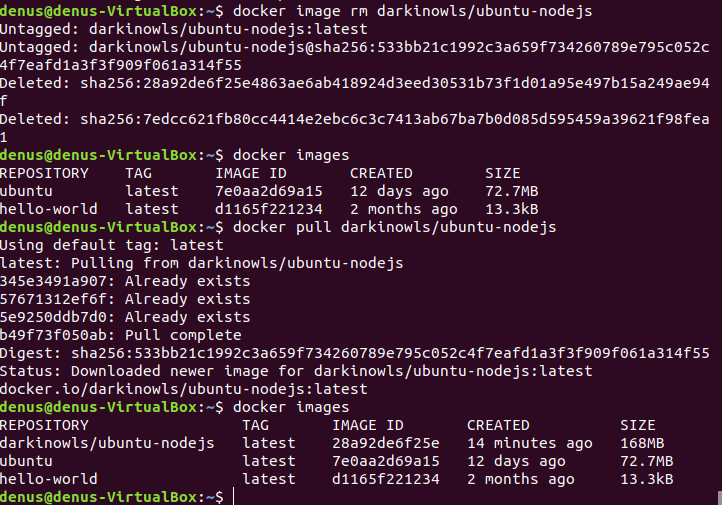 denus@denus-VirtualBox:~$ docker image rm darkinowls/ubuntu-nodejs
Untagged: darkinowls/ubuntu-nodejs:latest
Untagged: darkinowls/ubuntu-nodejs@sha256:533bb21c1992c3a659f734260789e795c052c
4f7eafd1a3f3f909f061a314f55
Deleted: sha256:28a92de6f25e4863ae6ab418924d3eed30531b73f1d01a95e497b15a249ae94
f
Deleted: sha256:7edcc621fb80cc4414e2ebc6c3c7413ab67ba7b0d085d595459a39621f98fea
1
denus@denus-VirtualBox:~$ docker images
REPOSITORY    TAG       IMAGE ID       CREATED        SIZE
ubuntu        latest    7e0aa2d69a15   12 days ago    72.7MB
hello-world   latest    d1165f221234   2 months ago   13.3kB
denus@denus-VirtualBox:~$ docker pull darkinowls/ubuntu-nodejs
Using default tag: latest
latest: Pulling from darkinowls/ubuntu-nodejs
345e3491a907: Already exists
57671312ef6f: Already exists
5e9250ddb7d0: Already exists
b49f73f050ab: Pull complete
Digest: sha256:533bb21c1992c3a659f734260789e795c052c4f7eafd1a3f3f909f061a314f55
Status: Downloaded newer image for darkinowls/ubuntu-nodejs:latest
docker.io/darkinowls/ubuntu-nodejs:latest
denus@denus-VirtualBox:~$ docker images
REPOSITORY                 TAG       IMAGE ID       CREATED          SIZE
darkinowls/ubuntu-nodejs   latest    28a92de6f25e   14 minutes ago   168MB
ubuntu                     latest    7e0aa2d69a15   12 days ago      72.7MB
hello-world                latest    d1165f221234   2 months ago     13.3kB
denus@denus-VirtualBox:~$